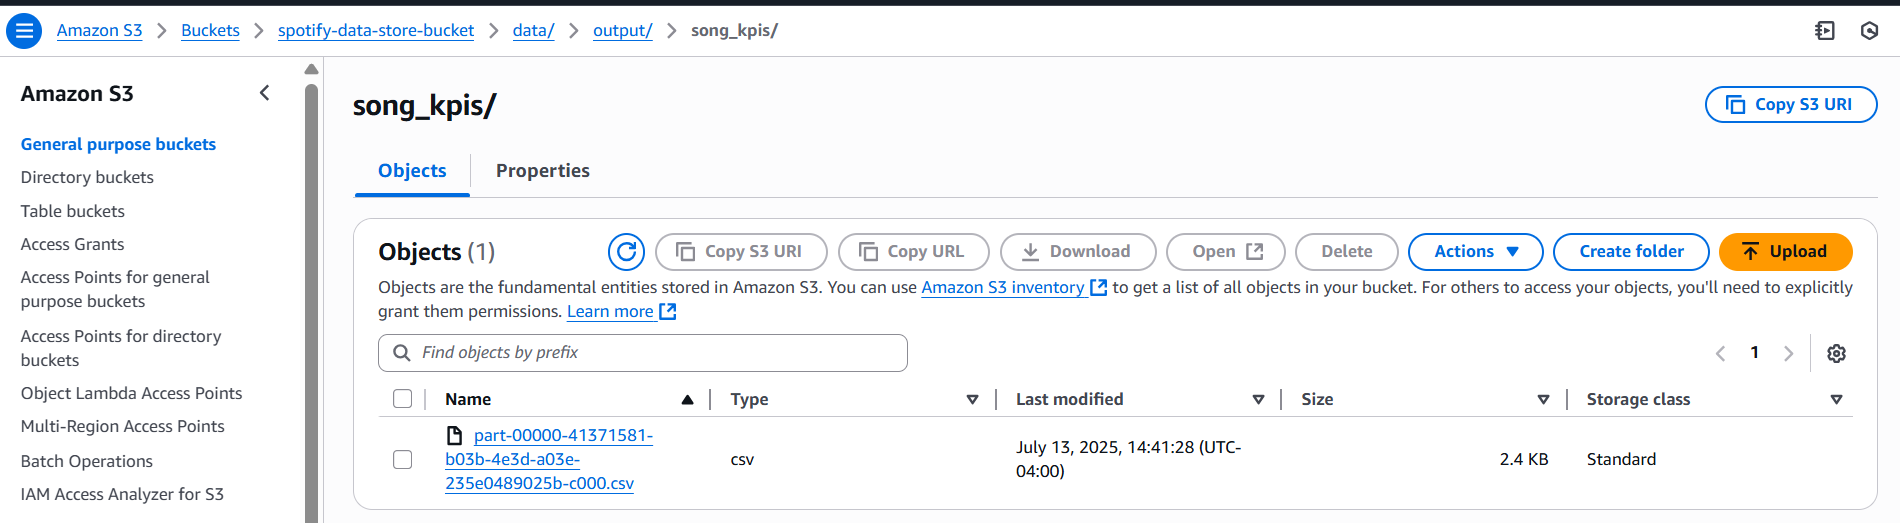 Amazon S3 > Buckets > spotify-data-store-bucket > data/ > output/ > song_kpis/
Amazon S3
General purpose buckets
Directory buckets
Table buckets
Access Grants
Access Points for general
purpose buckets
Access Points for directory
buckets
Object Lambda Access Points
Multi-Region Access Points
Batch Operations
IAM Access Analyzer for S3
song_kpis/
Copy S3 URI
Objects Properties
Objects (1)
Copy S3 URI Copy URL Download Open Delete Actions Create folder Upload
Objects are the fundamental entities stored in Amazon S3. You can use Amazon S3 inventory to get a list of all objects in your bucket. For others to access your objects, you'll need to explicitly
grant them permissions. Learn more
Find objects by prefix
1
Name Type Last modified Size Storage class
part-00000-41371581-
b03b-4e3d-a03e-
235e0489025b-c000.csv
csv
July 13, 2025, 14:41:28 (UTC-
04:00)
2.4 KB
Standard